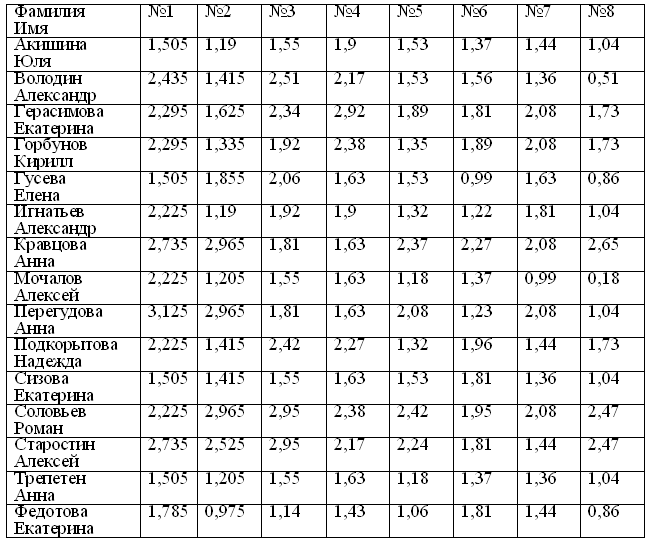 Фамилия Имя №1 №2 №3 №4 №5 №6 №7 №8
Акишина Юля 1,505 1,19 1,55 1,9 1,53 1,37 1,44 1,04
Володин Александр 2,435 1,415 2,51 2,17 1,53 1,56 1,36 0,51
Герасимова Екатерина 2,295 1,625 2,34 2,92 1,89 1,81 2,08 1,73
Горбунов Кирилл 2,295 1,335 1,92 2,38 1,35 1,89 2,08 1,73
Гусева Елена 1,505 1,855 2,06 1,63 1,53 0,99 1,63 0,86
Игнатьев Александр 2,225 1,19 1,92 1,9 1,32 1,22 1,81 1,04
Кравцова Анна 2,735 2,965 1,81 1,63 2,37 2,27 2,08 2,65
Мочалов Алексей 2,225 1,205 1,55 1,63 1,18 1,37 0,99 0,18
Перегудова Анна 3,125 2,965 1,81 1,63 2,08 1,23 2,08 1,04
Подкорытова Надежда 2,225 1,415 2,42 2,27 1,32 1,96 1,44 1,73
Сизова Екатерина 1,505 1,415 1,55 1,63 1,53 1,81 1,36 1,04
Соловьев Роман 2,225 2,965 2,95 2,38 2,42 1,95 2,08 2,47
Старостин Алексей 2,735 2,525 2,95 2,17 2,24 1,81 1,44 2,47
Трепетен Анна 1,505 1,205 1,55 1,63 1,18 1,37 1,36 1,04
Федотова Екатерина 1,785 0,975 1,14 1,43 1,06 1,81 1,44 0,86